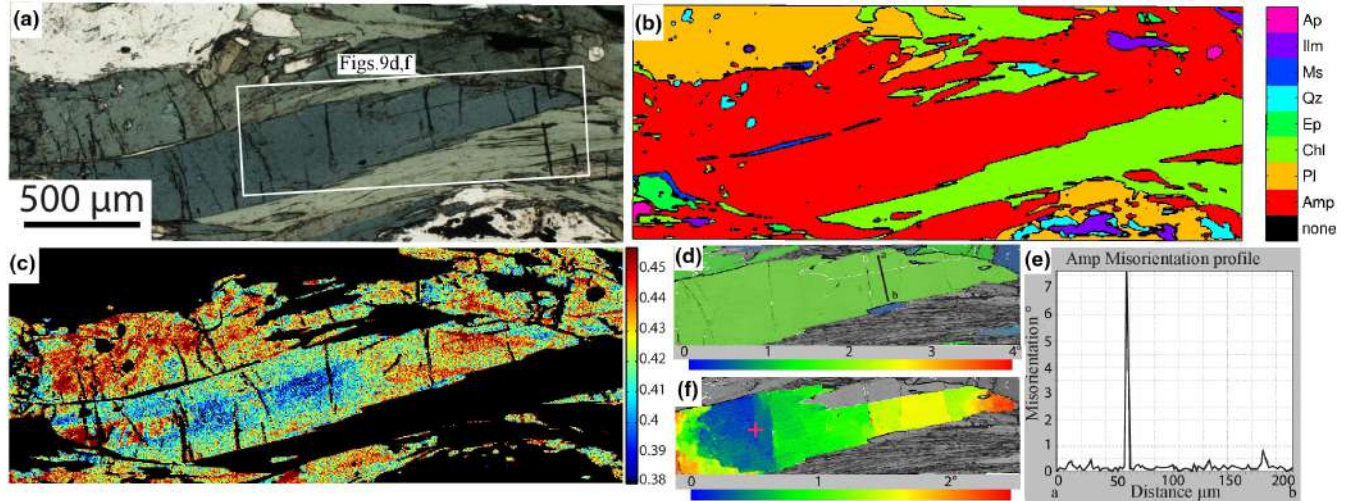 (a)
Figs.9d,f
500 µm
(b)
Ap
Ilm
Ms
Qz
Ep
Chl
Pl
Amp
none
(c)
0.45
0.44
0.43
0.42
0.41
0.4
0.39
0.38
(d)
a
b
0 1 2 3 4°
(f)
0 1 2°
(e)
Amp Misorientation profile
Misorientation °
7
6
5
4
3
2
1
0
0 50 100 150 200
a Distance µm b